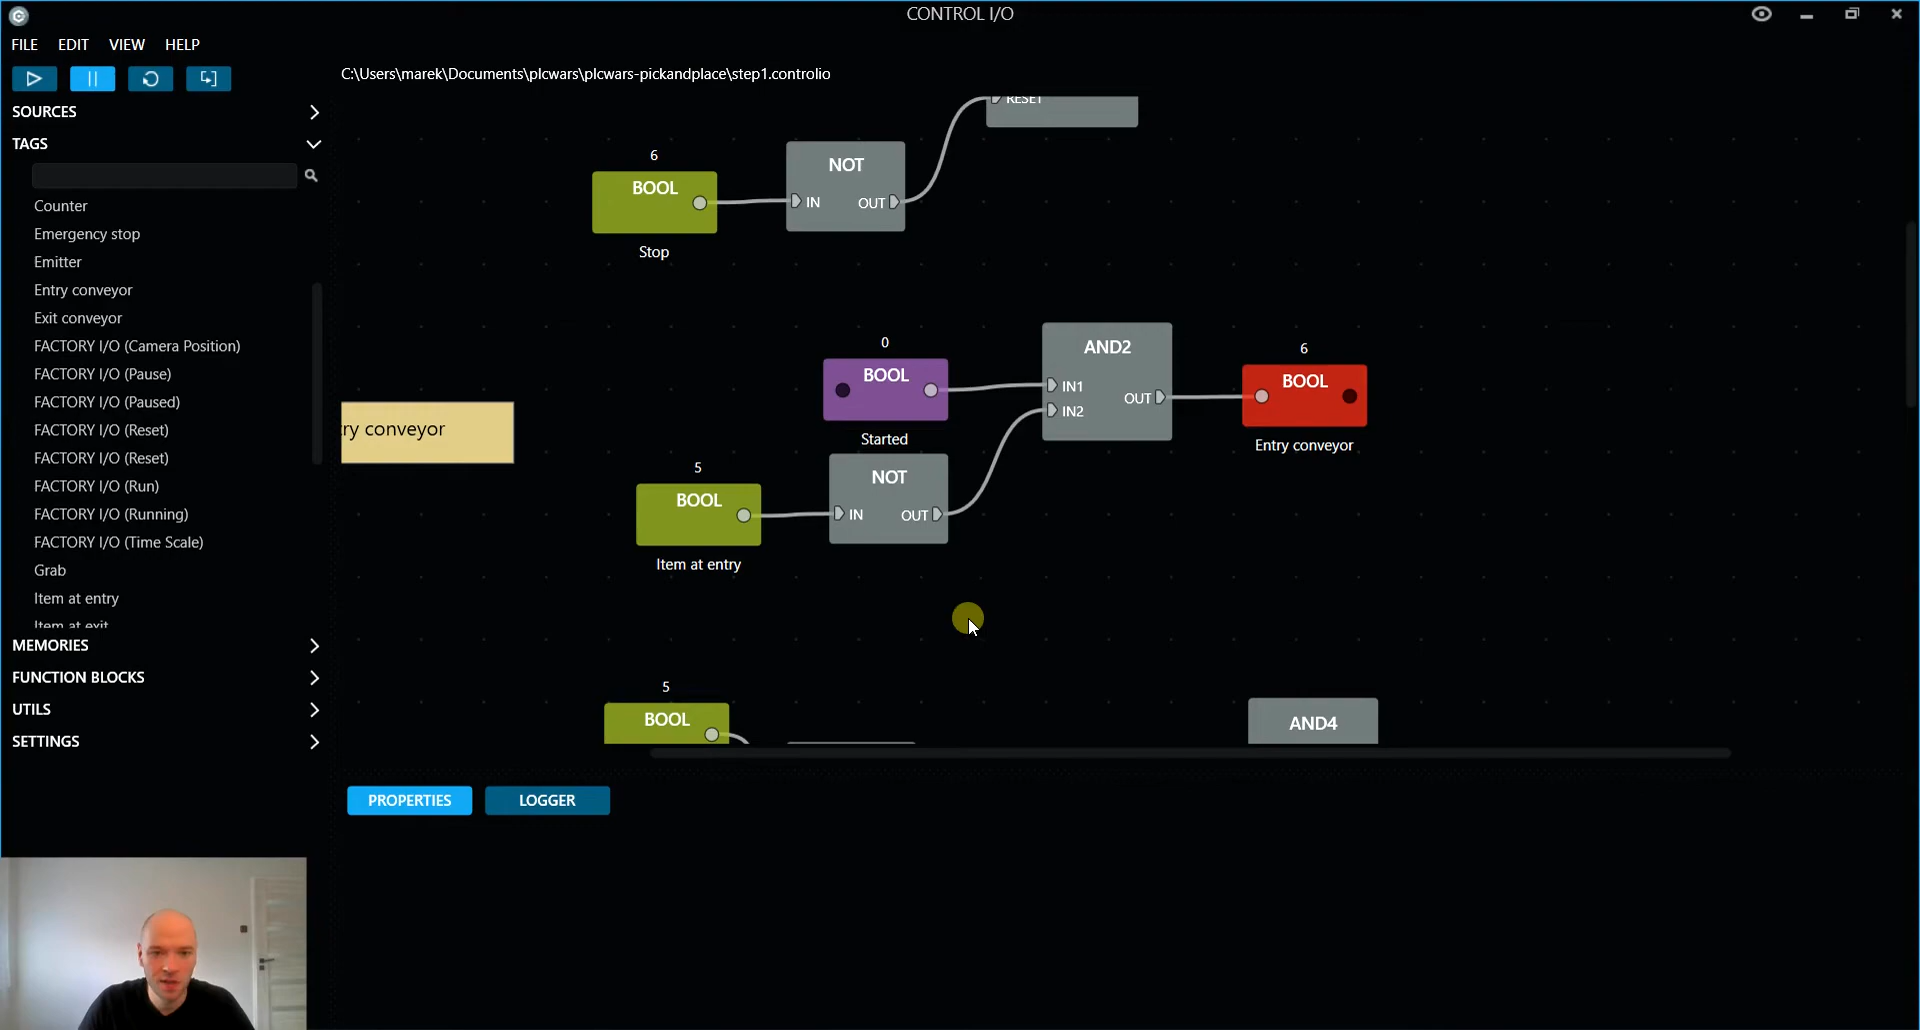 CONTROL I/O
FILE EDIT VIEW HELP
C:\Users\marek\Documents\plcwars\plcwars-pickandplace\step1.controlio
SOURCES
TAGS
Counter
Emergency stop
Emitter
Entry conveyor
Exit conveyor
FACTORY I/O (Camera Position)
FACTORY I/O (Pause)
FACTORY I/O (Paused)
FACTORY I/O (Reset)
FACTORY I/O (Reset)
FACTORY I/O (Run)
FACTORY I/O (Running)
FACTORY I/O (Time Scale)
Grab
Item at entry
Item at exit
MEMORIES
FUNCTION BLOCKS
UTILS
SETTINGS
RESET
6
BOOL
Stop
NOT
IN OUT
0
BOOL
Started
AND2
IN1
IN2
OUT
6
BOOL
Entry conveyor
ry conveyor
5
BOOL
Item at entry
NOT
IN OUT
5
BOOL
AND4
PROPERTIES LOGGER